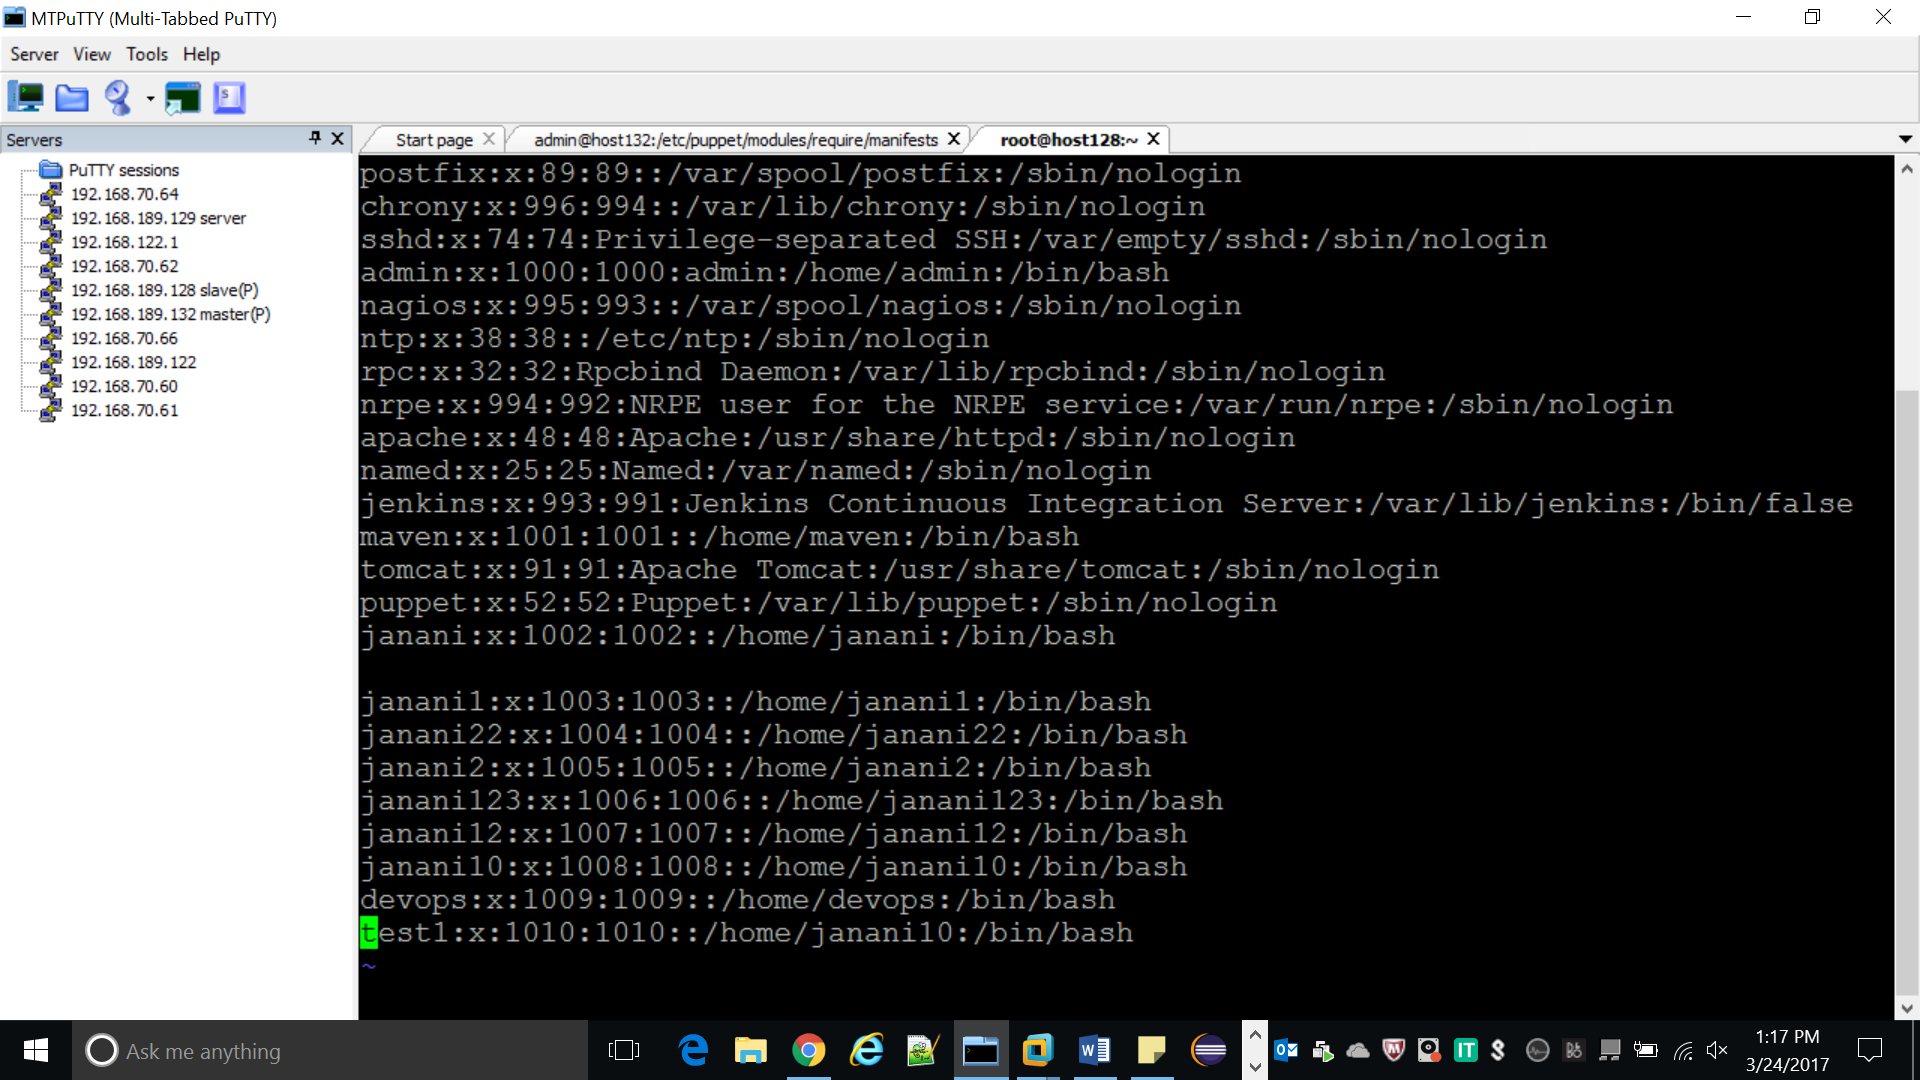 MTPuTTY (Multi-Tabbed PuTTY)
Server View Tools Help
Servers
PuTTY sessions
192.168.70.64
192.168.189.129 server
192.168.122.1
192.168.70.62
192.168.189.128 slave(P)
192.168.189.132 master(P)
192.168.70.66
192.168.189.122
192.168.70.60
192.168.70.61
Start page admin@host132:/etc/puppet/modules/require/manifests root@host128:~
postfix:x:89:89::/var/spool/postfix:/sbin/nologin
chrony:x:996:994::/var/lib/chrony:/sbin/nologin
sshd:x:74:74:Privilege-separated SSH:/var/empty/sshd:/sbin/nologin
admin:x:1000:1000:admin:/home/admin:/bin/bash
nagios:x:995:993::/var/spool/nagios:/sbin/nologin
ntp:x:38:38::/etc/ntp:/sbin/nologin
rpc:x:32:32:Rpcbind Daemon:/var/lib/rpcbind:/sbin/nologin
nrpe:x:994:992:NRPE user for the NRPE service:/var/run/nrpe:/sbin/nologin
apache:x:48:48:Apache:/usr/share/httpd:/sbin/nologin
named:x:25:25:Named:/var/named:/sbin/nologin
jenkins:x:993:991:Jenkins Continuous Integration Server:/var/lib/jenkins:/bin/false
maven:x:1001:1001::/home/maven:/bin/bash
tomcat:x:91:91:Apache Tomcat:/usr/share/tomcat:/sbin/nologin
puppet:x:52:52:Puppet:/var/lib/puppet:/sbin/nologin
janani:x:1002:1002::/home/janani:/bin/bash
janani1:x:1003:1003::/home/janani1:/bin/bash
janani22:x:1004:1004::/home/janani22:/bin/bash
janani2:x:1005:1005::/home/janani2:/bin/bash
janani123:x:1006:1006::/home/janani123:/bin/bash
janani12:x:1007:1007::/home/janani12:/bin/bash
janani10:x:1008:1008::/home/janani10:/bin/bash
devops:x:1009:1009::/home/devops:/bin/bash
test1:x:1010:1010::/home/janani10:/bin/bash
~
Ask me anything
1:17 PM
3/24/2017